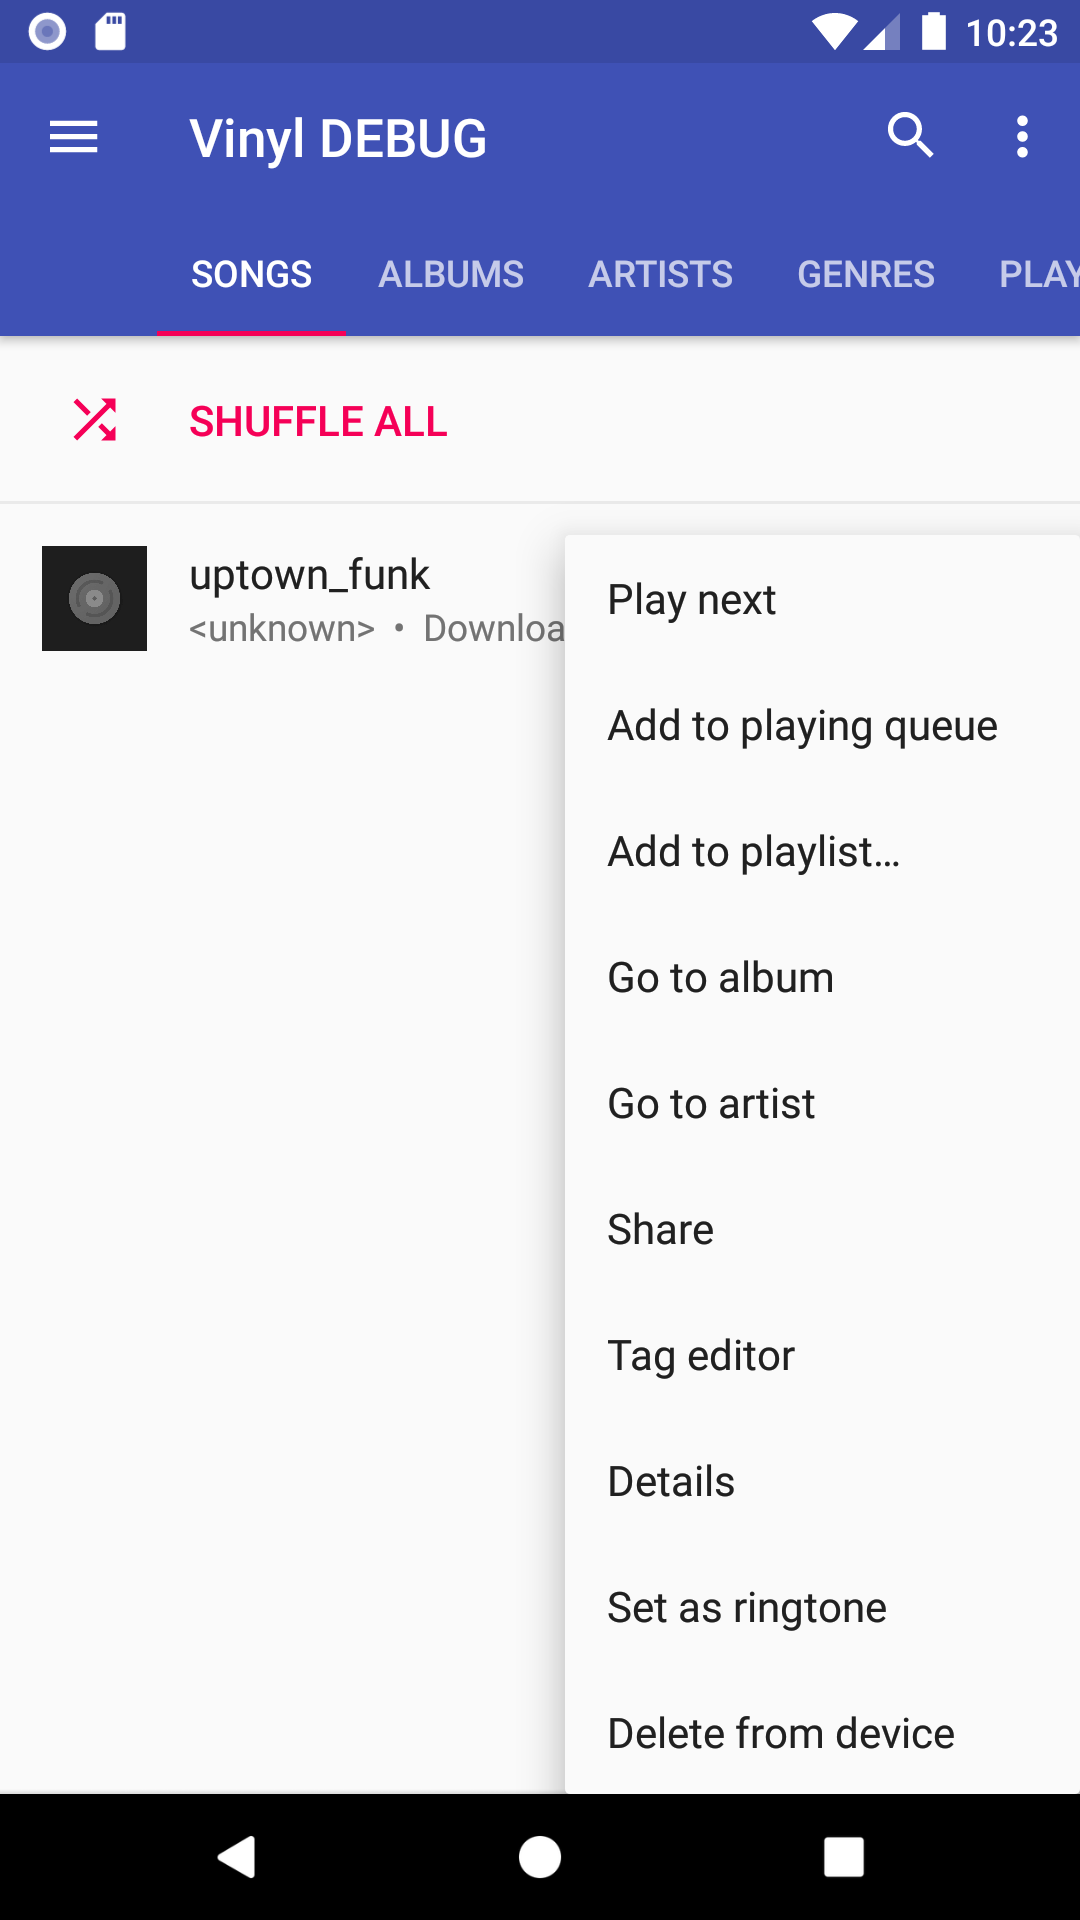 10:23
Vinyl DEBUG
SONGS ALBUMS ARTISTS GENRES PLAY
SHUFFLE ALL
uptown_funk
<unknown> • Downloa
Play next
Add to playing queue
Add to playlist…
Go to album
Go to artist
Share
Tag editor
Details
Set as ringtone
Delete from device